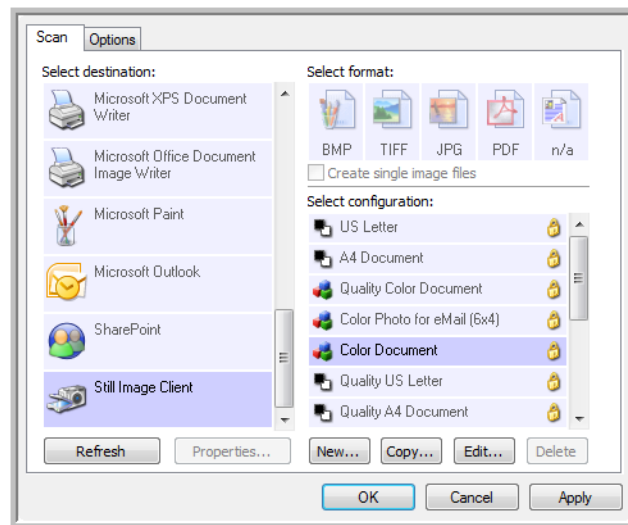 Scan
Options
Select destination:
Microsoft XPS Document
Writer
Microsoft Office Document
Image Writer
Microsoft Paint
Microsoft Outlook
SharePoint
Still Image Client
Refresh
Properties...
Select format:
BMP
TIFF
JPG
PDF
n/a
Create single image files
Select configuration:
US Letter
A4 Document
Quality Color Document
Color Photo for eMail (6x4)
Color Document
Quality US Letter
Quality A4 Document
New...
Copy...
Edit...
Delete
OK
Cancel
Apply